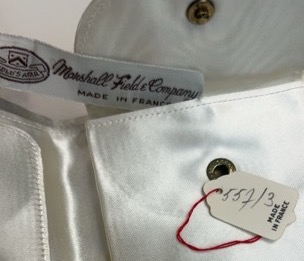 Marshall Field & Company
MADE IN FRANCE
557/3
MADE
IN FRANCE